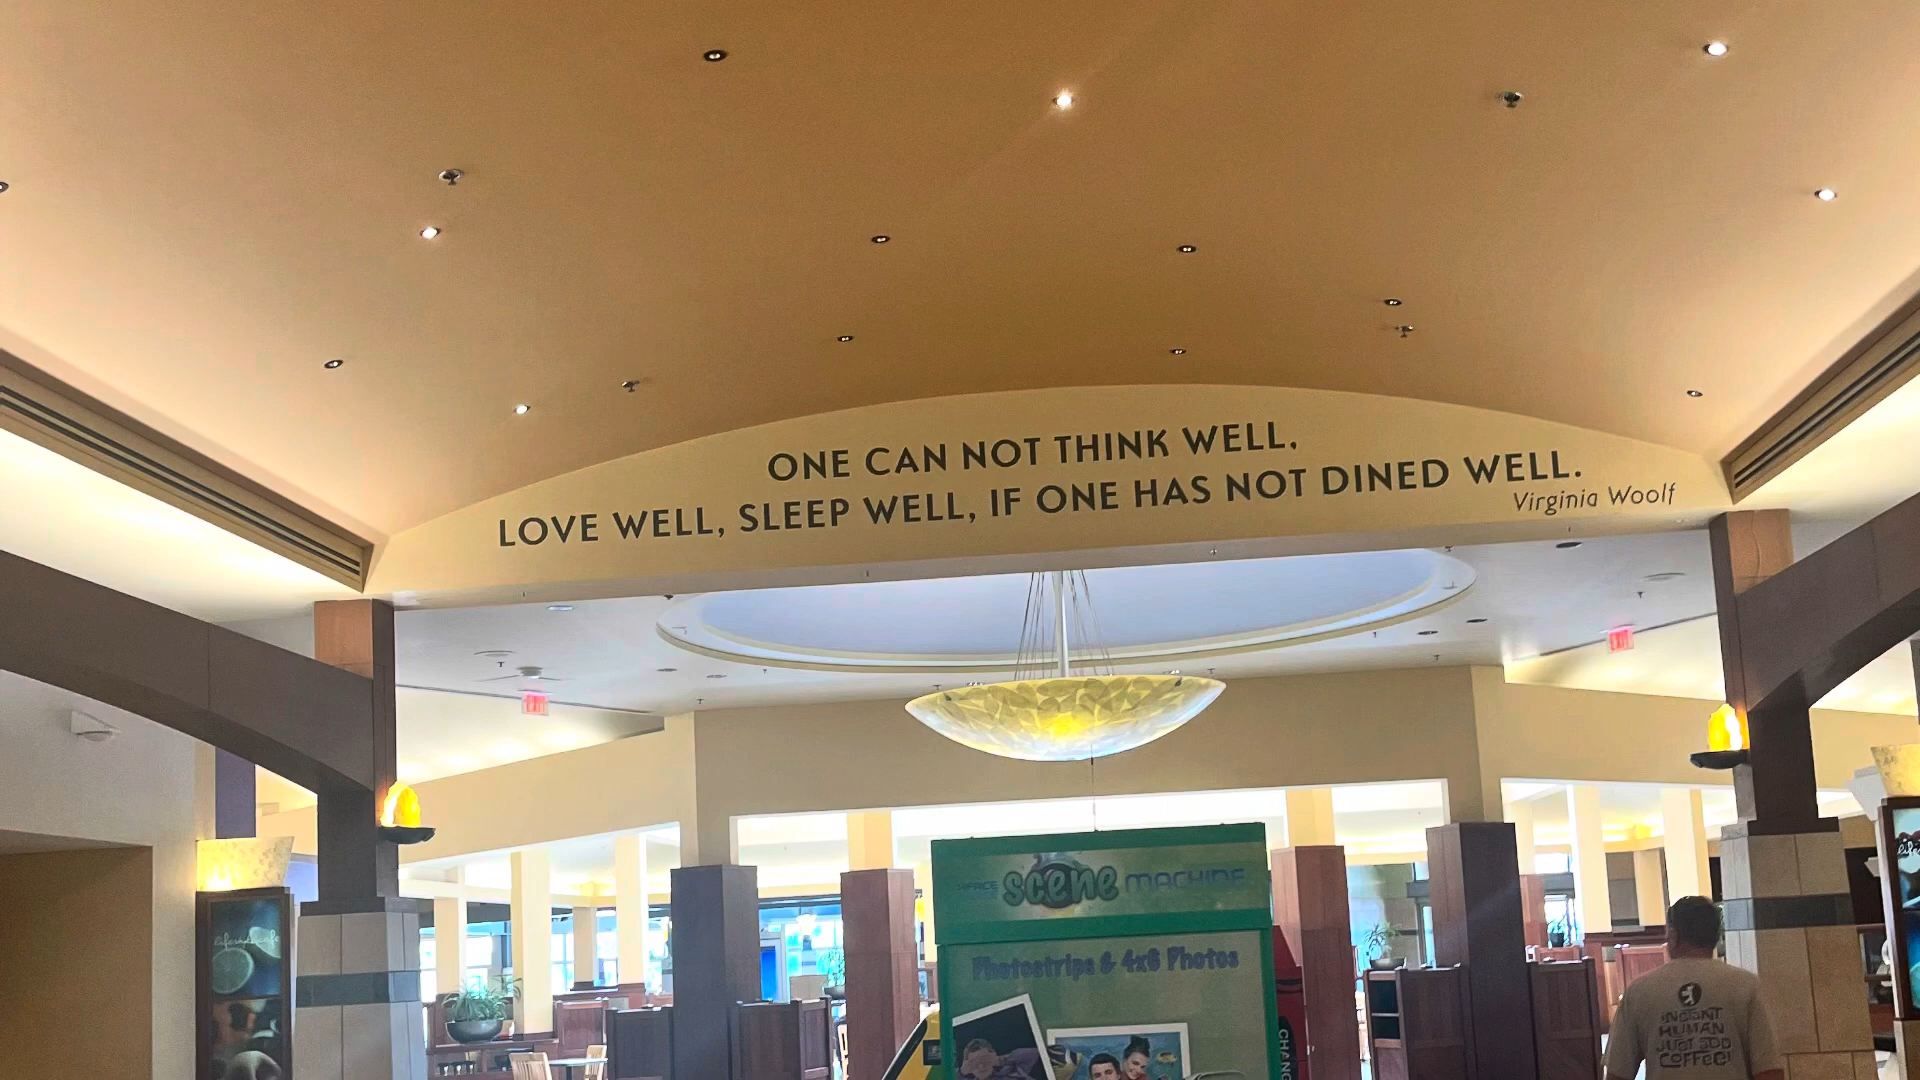 ONE CAN NOT THINK WELL,
LOVE WELL, SLEEP WELL, IF ONE HAS NOT DINED WELL.
Virginia Woolf
scene MACHINE
Photostrips & 4x6 Photos
CHANG
INSTANT
HUMAN
JUST ADD
COFFEE!